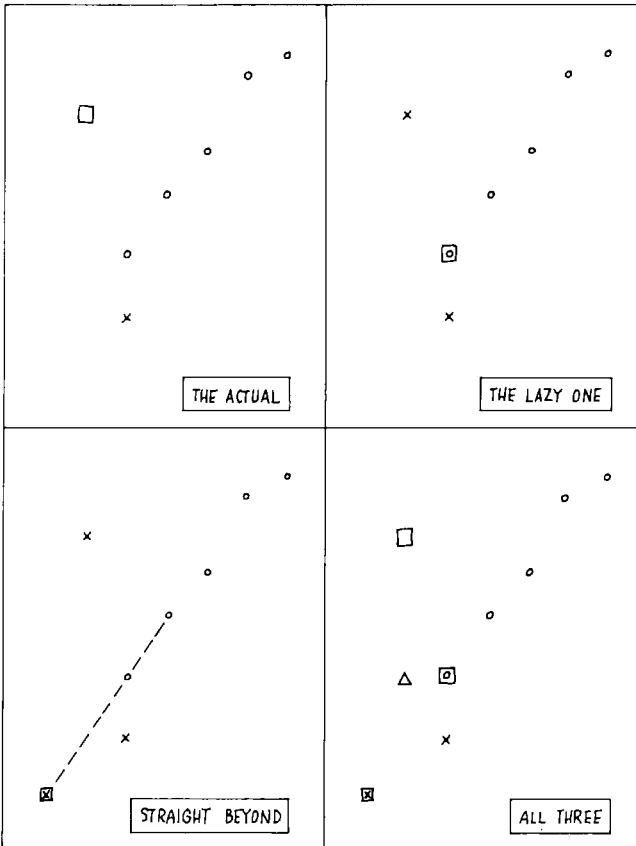 THE ACTUAL
THE LAZY ONE
STRAIGHT BEYOND
ALL THREE